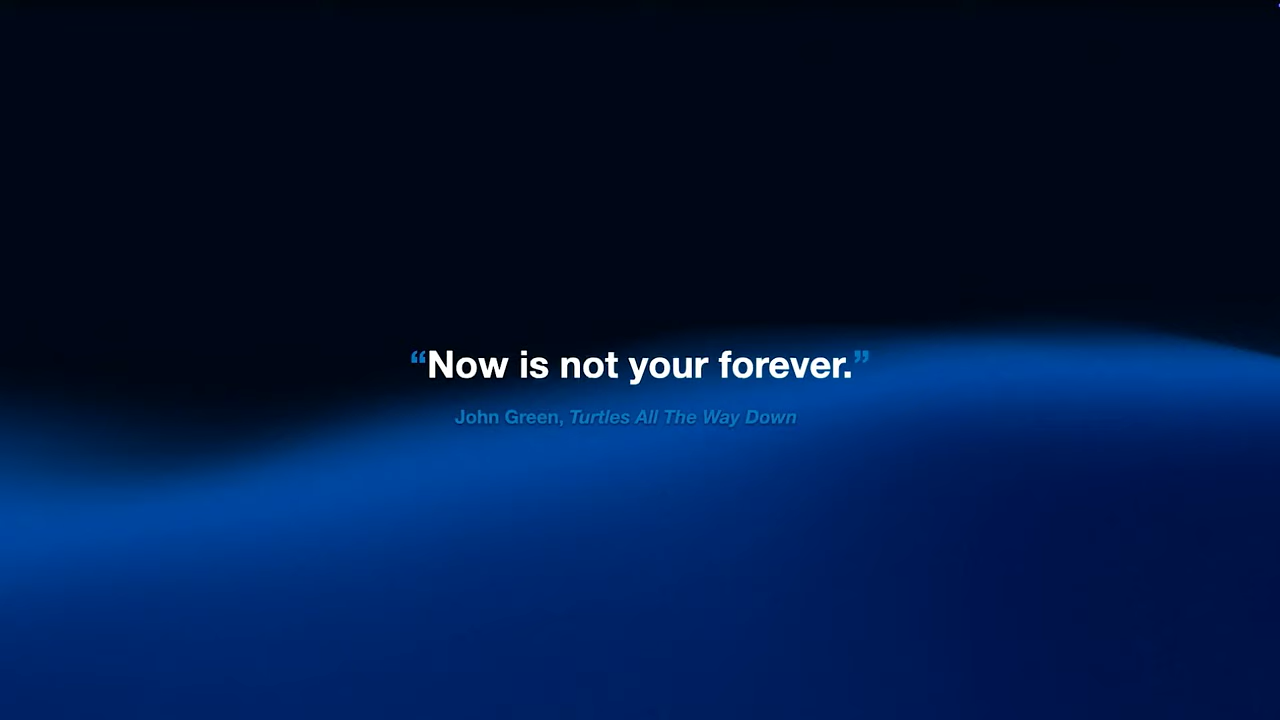 “Now is not your forever.”
John Green, Turtles All The Way Down